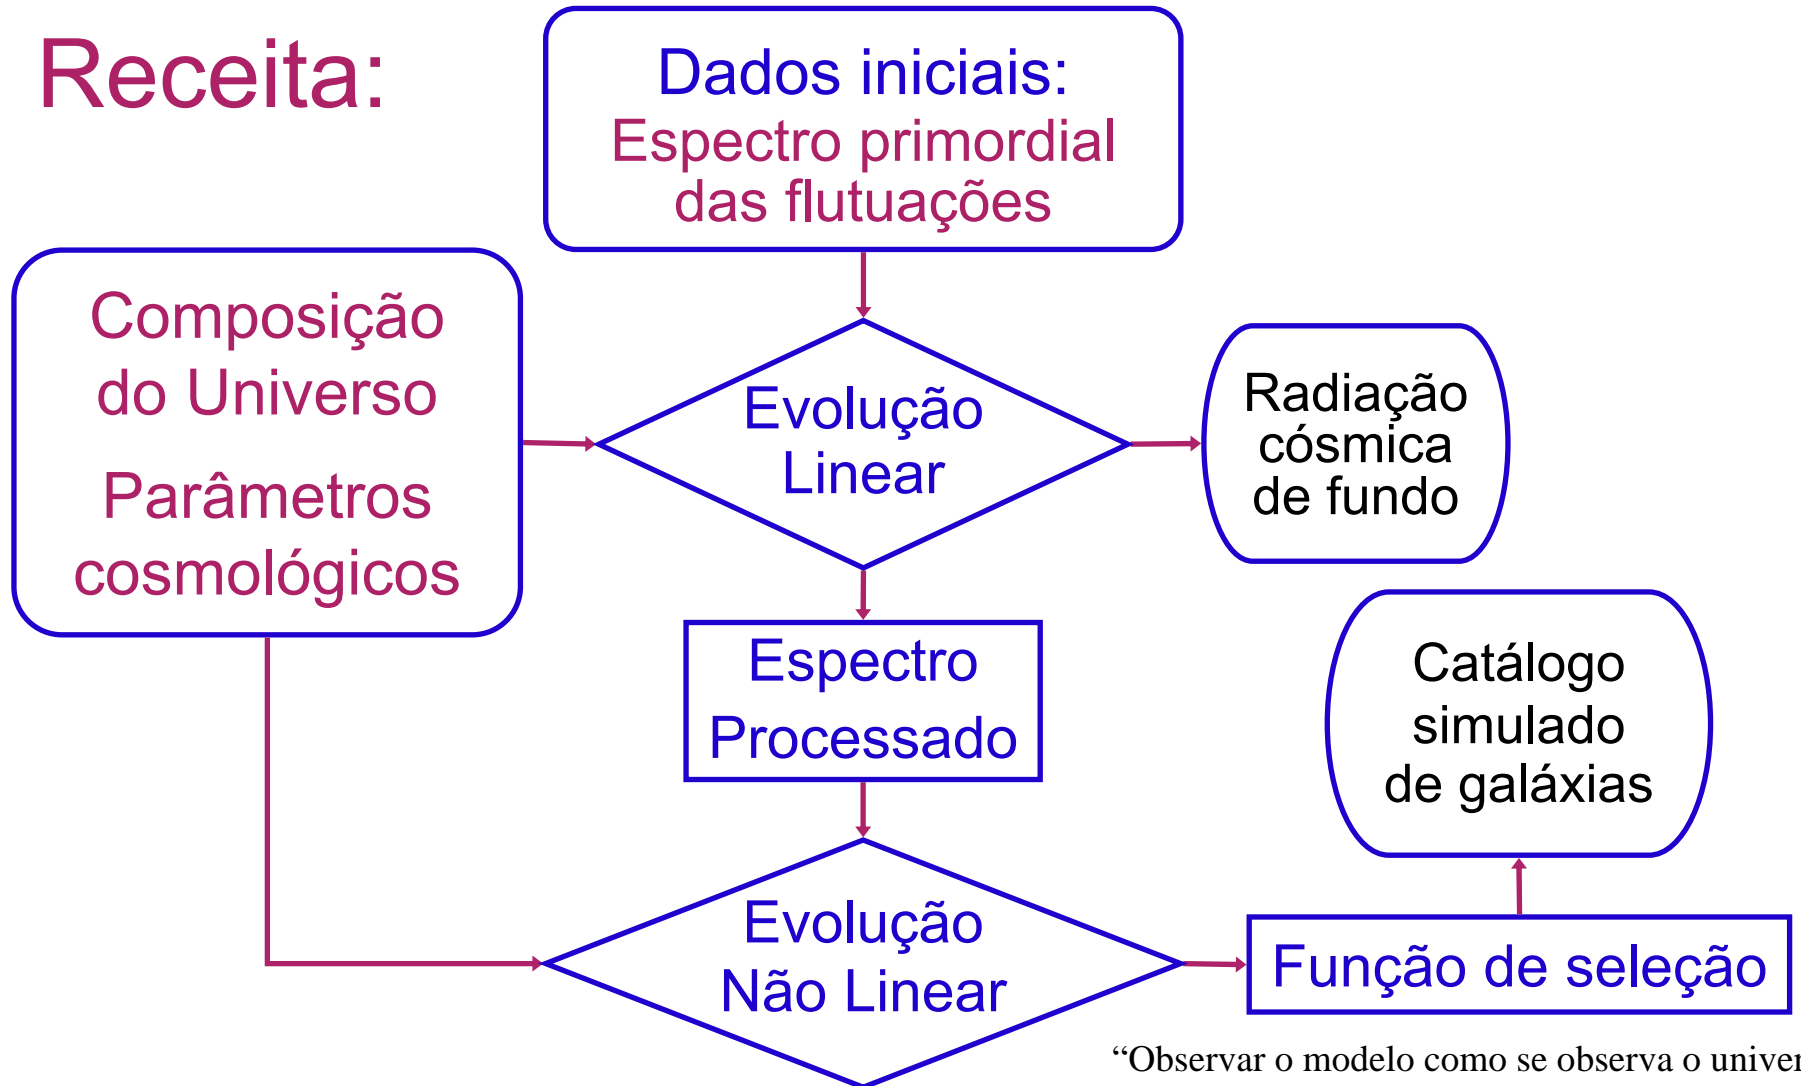 Receita:
Dados iniciais:
Espectro primordial
das flutuações
Composição
do Universo
Parâmetros
cosmológicos
Evolução
Linear
Radiação
cósmica
de fundo
Espectro
Processado
Catálogo
simulado
de galáxias
Evolução
Não Linear
Função de seleção
“Observar o modelo como se observa o